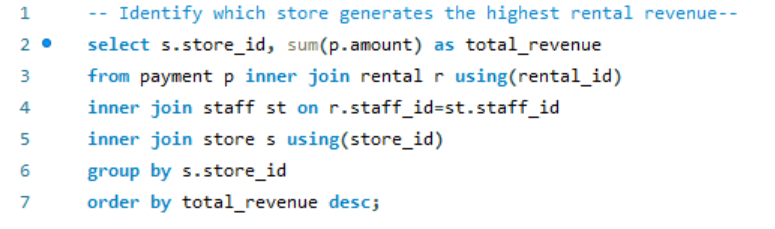 1 -- Identify which store generates the highest rental revenue--
2 select s.store_id, sum(p.amount) as total_revenue
3 from payment p inner join rental r using(rental_id)
4 inner join staff st on r.staff_id=st.staff_id
5 inner join store s using(store_id)
6 group by s.store_id
7 order by total_revenue desc;